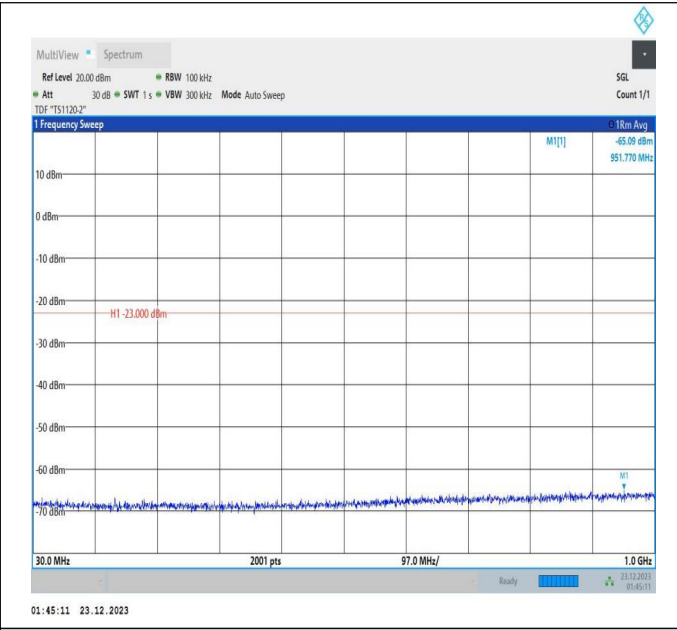 MultiView Spectrum
Ref Level 20.00 dBm RBW 100 kHz SGL
Att 30 dB SWT 1 s VBW 300 kHz Mode Auto Sweep Count 1/1
TDF "TS1120-2"
1 Frequency Sweep 1Rm Avg
M1[1] -65.09 dBm
951.770 MHz
10 dBm
0 dBm
-10 dBm
-20 dBm
H1 -23.000 dBm
-30 dBm
-40 dBm
-50 dBm
-60 dBm
M1
-70 dBm
30.0 MHz 2001 pts 97.0 MHz/ 1.0 GHz
Ready 23.12.2023
01:45:11
01:45:11 23.12.2023